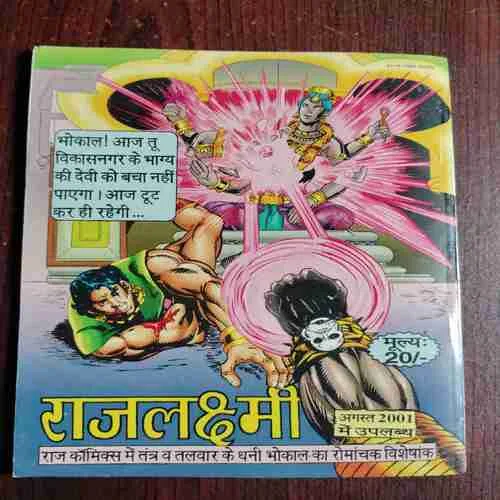 भोकाल! आज तू
विकासनगर के भाग्य
की देवी को बचा नहीं
पाएगा। आज टूट
कर ही रहेगी...
मूल्य:
20/-
राजलक्ष्मी
अगस्त 2001
में उपलब्ध
राज कॉमिक्स में तंत्र व तलवार के धनी भोकाल का रोमांचक विशेषांक